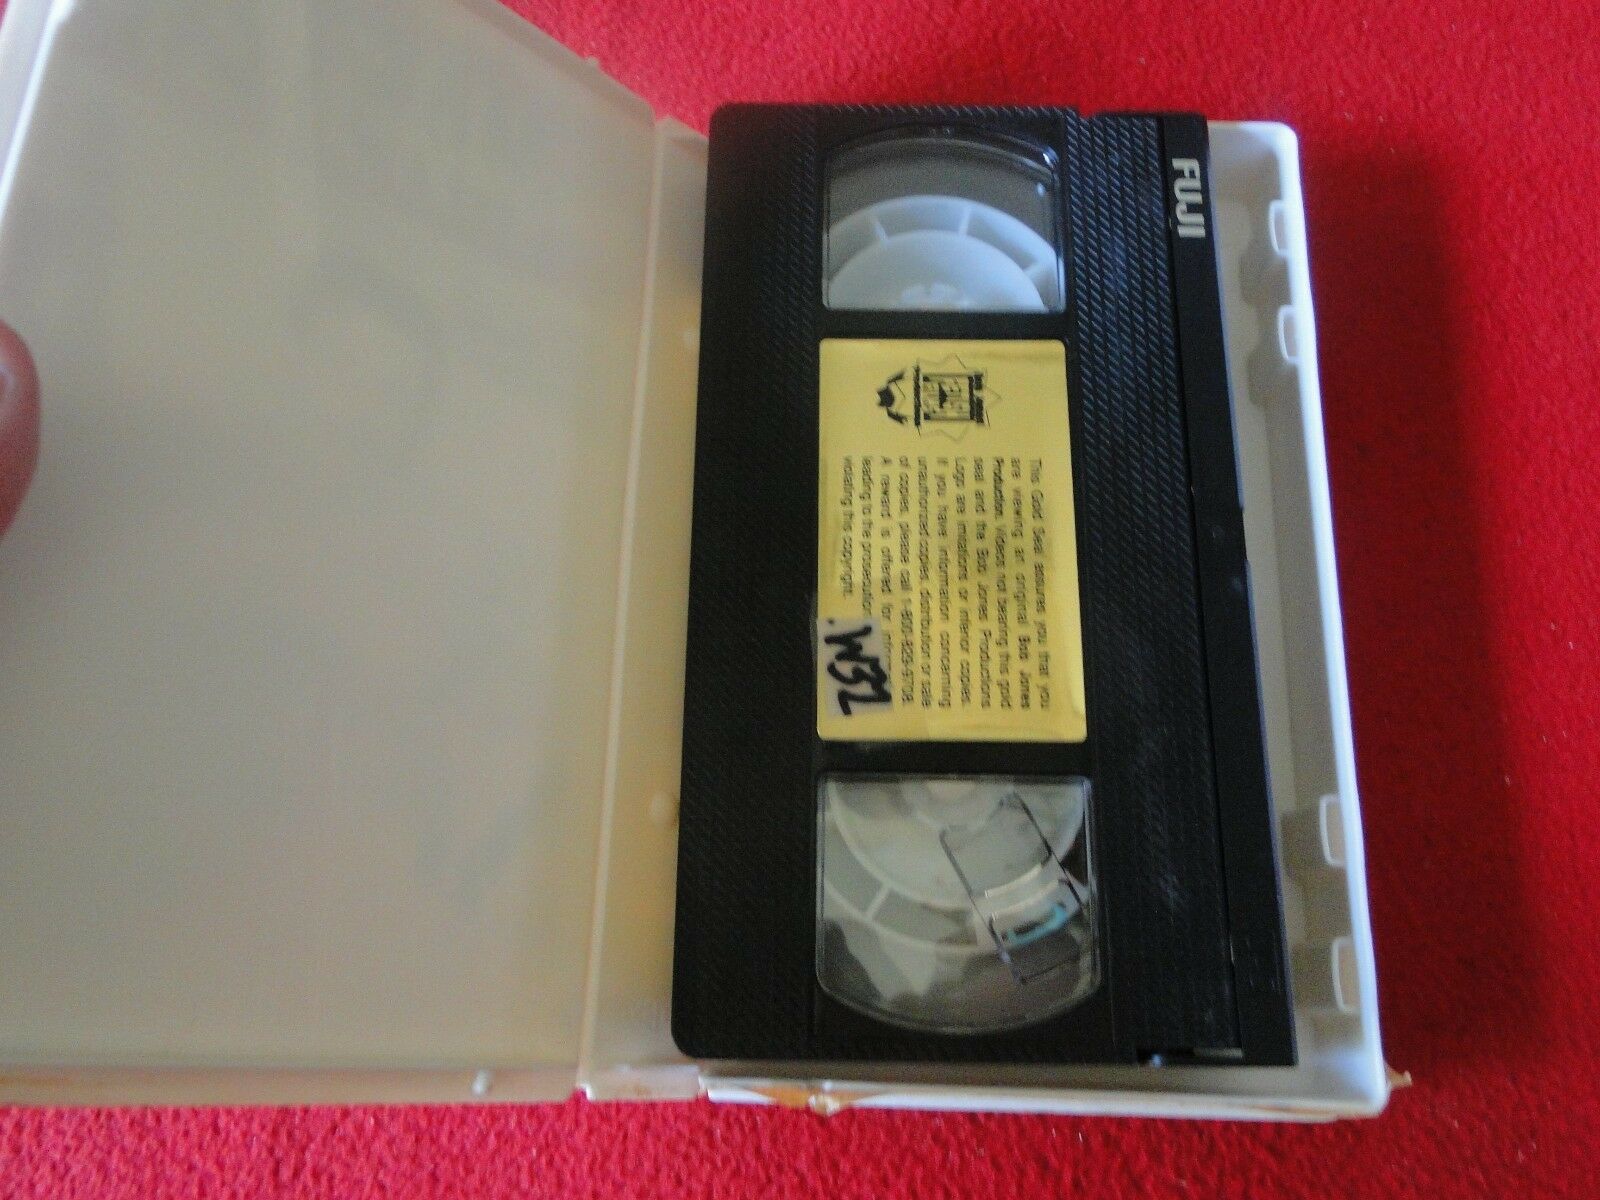 FUJI
This Gold Seal assures you that you
are viewing an original Bob Jones
Production. Videos not bearing this gold
seal and the Bob Jones Productions
Logo are imitations or inferior copies.
If you have information concerning
unauthorized copies, distribution or sale
of copies, please call 1-800-
A reward is offered for
leading to the prosecution
violating this copyright.
W32